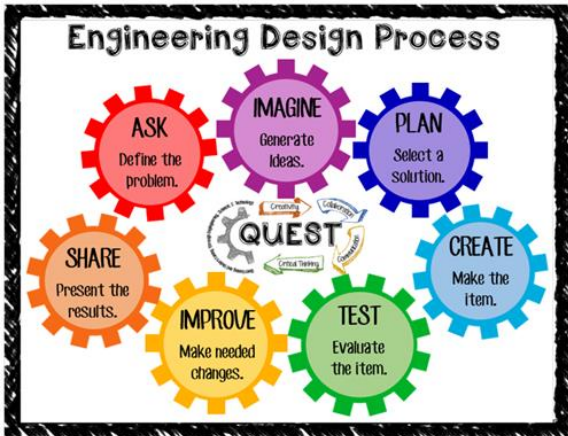 Engineering Design Process
ASK
Define the
problem.
IMAGINE
Generate
Ideas.
PLAN
Select a
solution.
CREATE
Make the
item.
TEST
Evaluate
the item.
IMPROVE
Make needed
changes.
SHARE
Present the
results.
QUEST
Creativity
Collaboration
Communication
Critical Thinking